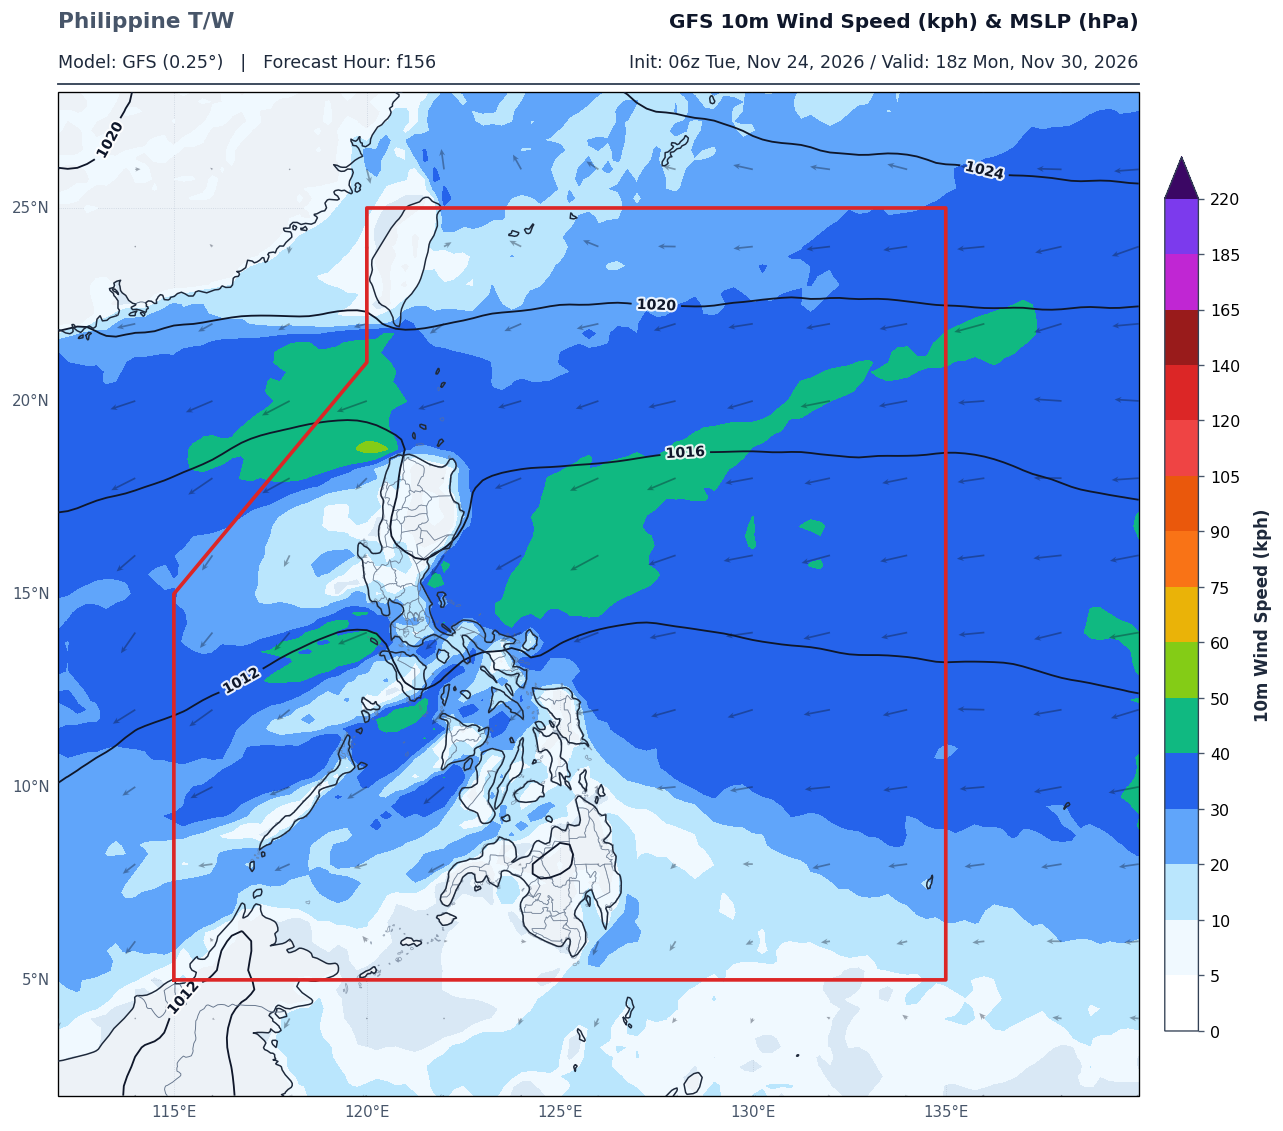 Philippine T/W
GFS 10m Wind Speed (kph) & MSLP (hPa)
Model: GFS (0.25°)   |   Forecast Hour: f156
Init: 06z Tue, Nov 24, 2026 / Valid: 18z Mon, Nov 30, 2026
1020
1024
1020
1016
1012
1012
25°N
20°N
15°N
10°N
5°N
115°E
120°E
125°E
130°E
135°E
220
185
165
140
120
105
90
75
60
50
40
30
20
10
5
0
10m Wind Speed (kph)